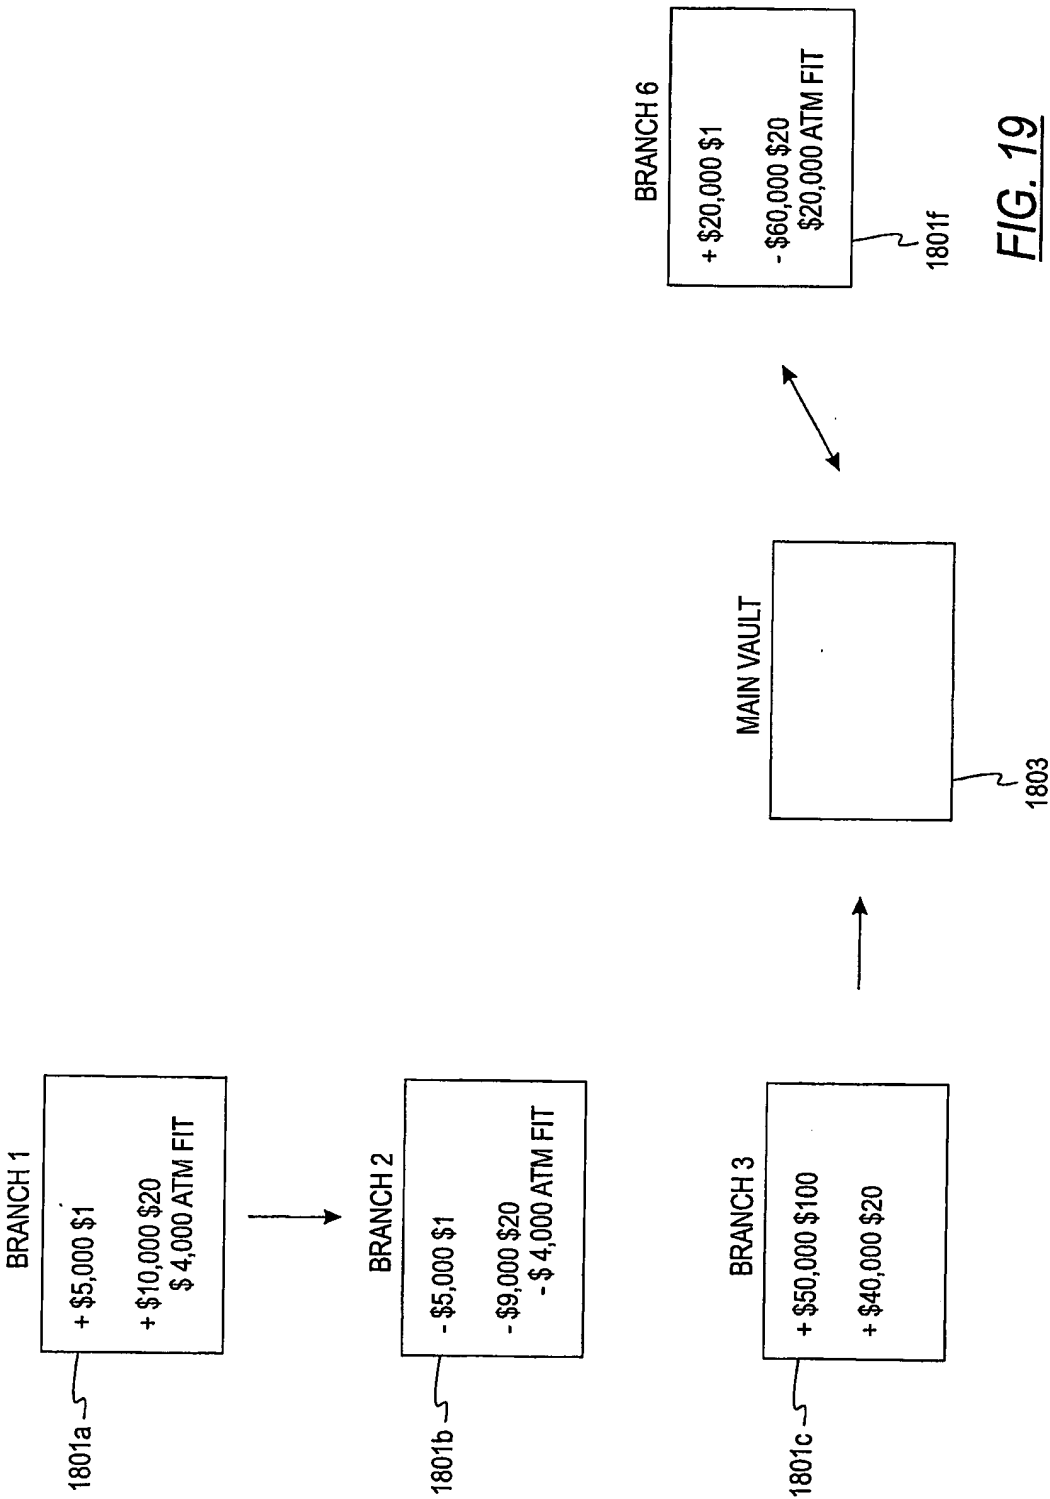 BRANCH 1
+ $5,000 $1
+ $10,000 $20
$ 4,000 ATM FIT
1801a
BRANCH 2
- $5,000 $1
- $9,000 $20
- $ 4,000 ATM FIT
1801b
BRANCH 3
+ $50,000 $100
+ $40,000 $20
1801c
MAIN VAULT
1803
BRANCH 6
+ $20,000 $1
- $60,000 $20
$20,000 ATM FIT
1801f
FIG. 19